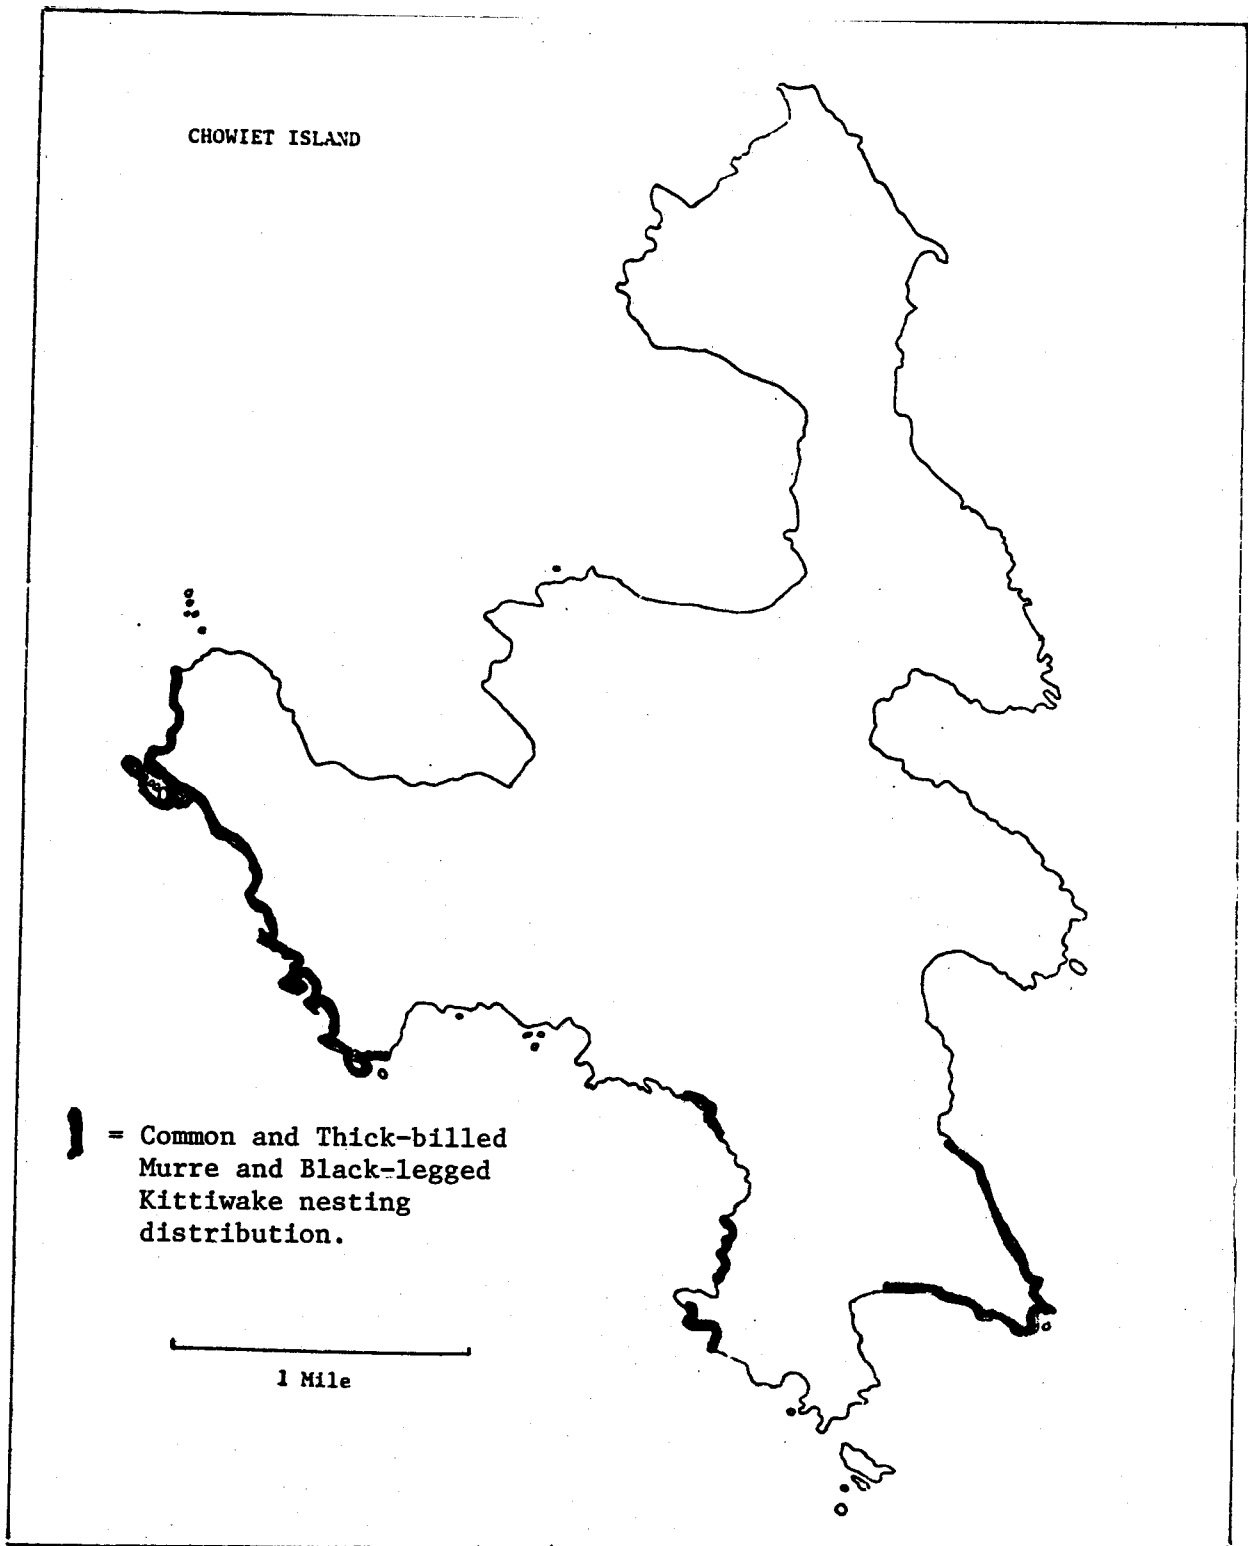 CHOWIET ISLAND
= Common and Thick-billed
Murre and Black-legged
Kittiwake nesting
distribution.
1 Mile